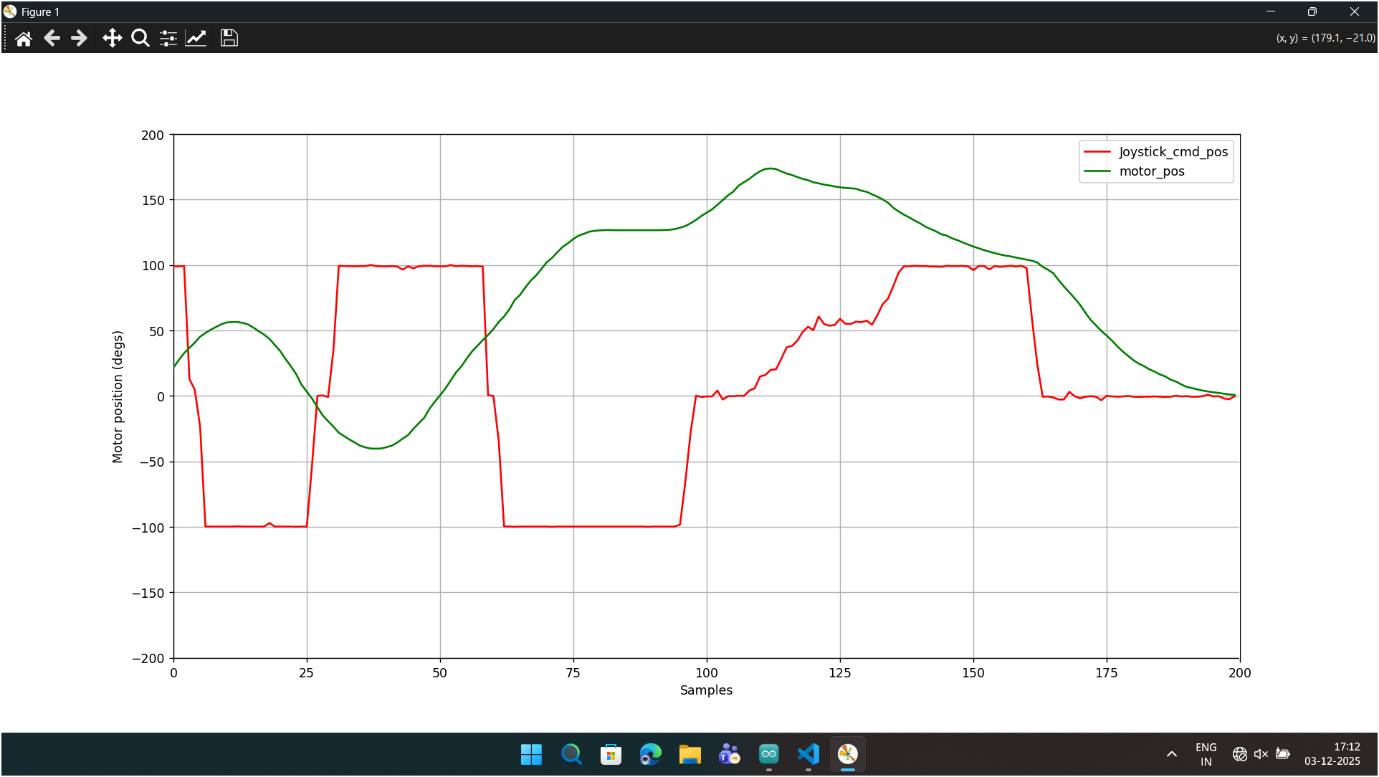 Figure 1
(x, y) = (179.1, −21.0)
200
150
100
50
0
−50
−100
−150
−200
Motor position (degs)
Joystick_cmd_pos
motor_pos
0 25 50 75 100 125 150 175 200
Samples
ENG
IN
17:12
03-12-2025